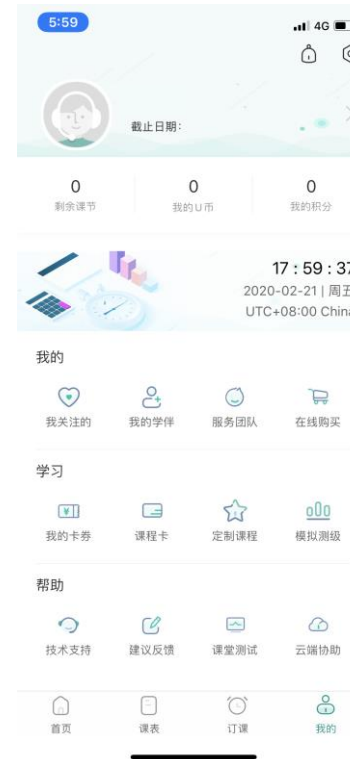 5:59 4G
截止日期：
0 0 0
剩余课节 我的U币 我的积分
17 : 59 : 37
2020-02-21 | 周五
UTC+08:00 China
我的
我关注的 我的学伴 服务团队 在线购买
学习
我的卡券 课程卡 定制课程 模拟测级
帮助
技术支持 建议反馈 课堂测试 云端协助
首页 课表 订课 我的